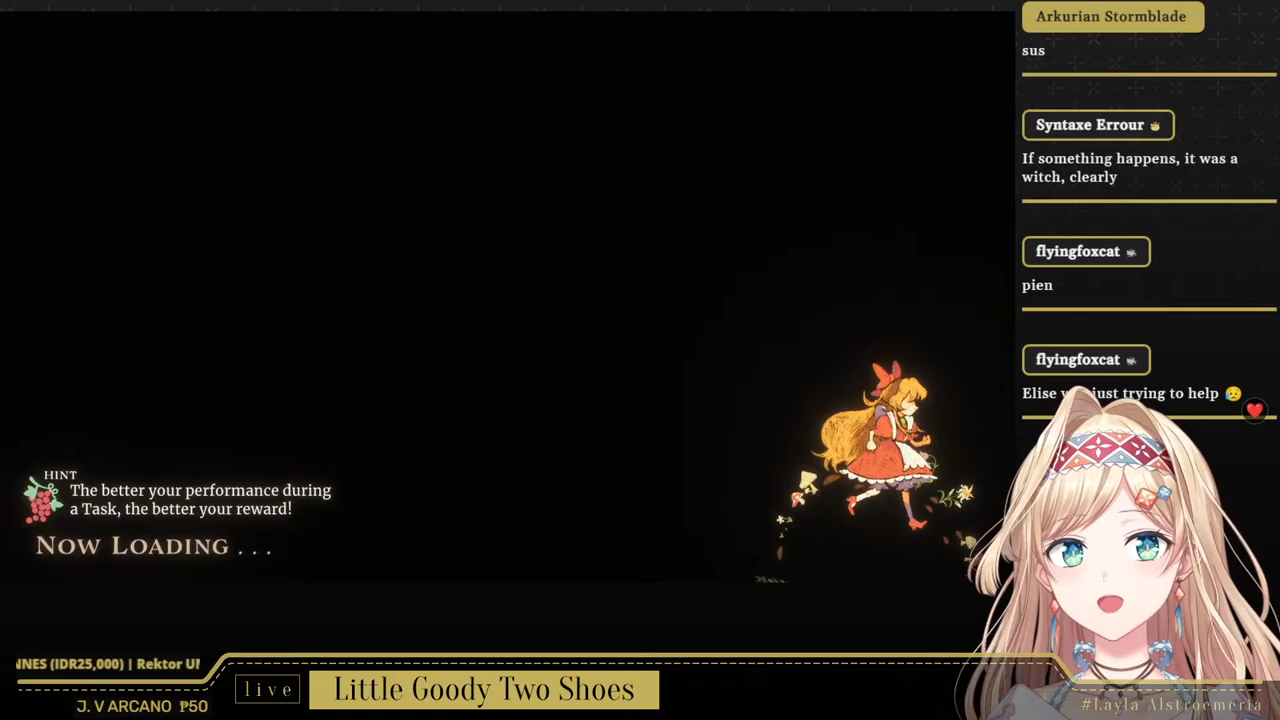 Arkurian Stormblade
sus
Syntaxe Errour
If something happens, it was a
witch, clearly
flyingfoxcat
pien
flyingfoxcat
Elise just trying to help 😥
HINT
The better your performance during
a Task, the better your reward!
NOW LOADING . . .
(IDR25,000) | Rektor
J. V ARCANO ₱50
live
Little Goody Two Shoes
#Layla Alstroemeria